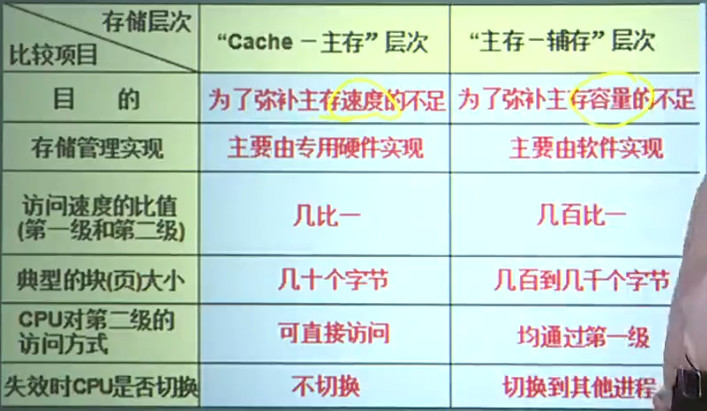 存储层次
比较项目
“Cache－主存”层次
“主存－辅存”层次
目 的
为了弥补主存速度的不足
为了弥补主存容量的不足
存储管理实现
主要由专用硬件实现
主要由软件实现
访问速度的比值
(第一级和第二级)
几比一
几百比一
典型的块(页)大小
几十个字节
几百到几千个字节
CPU对第二级的
访问方式
可直接访问
均通过第一级
失效时CPU是否切换
不切换
切换到其他进程